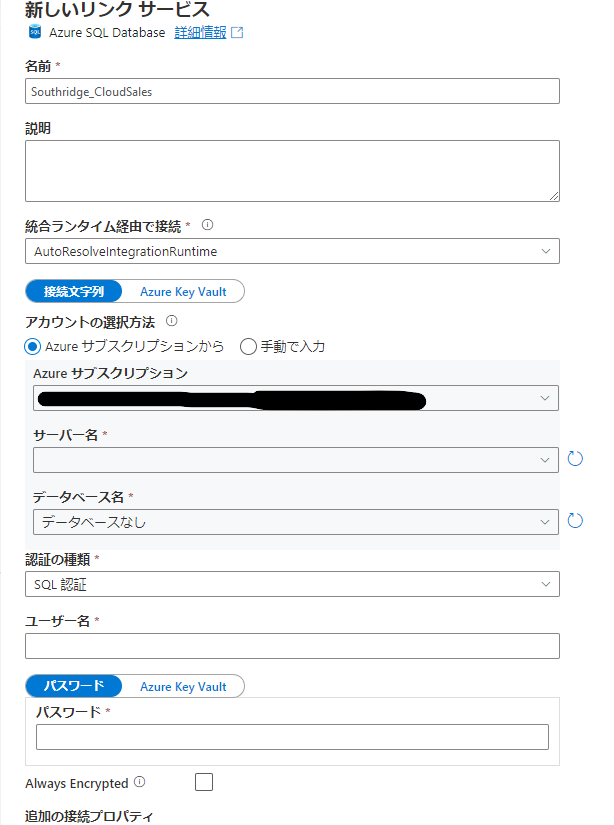 新しいリンク サービス
Azure SQL Database 詳細情報
名前 *
Southridge_CloudSales
説明
統合ランタイム経由で接続 *
AutoResolveIntegrationRuntime
接続文字列 Azure Key Vault
アカウントの選択方法
Azure サブスクリプションから 手動で入力
Azure サブスクリプション
サーバー名 *
データベース名 *
データベースなし
認証の種類 *
SQL 認証
ユーザー名 *
パスワード Azure Key Vault
パスワード *
Always Encrypted
追加の接続プロパティ